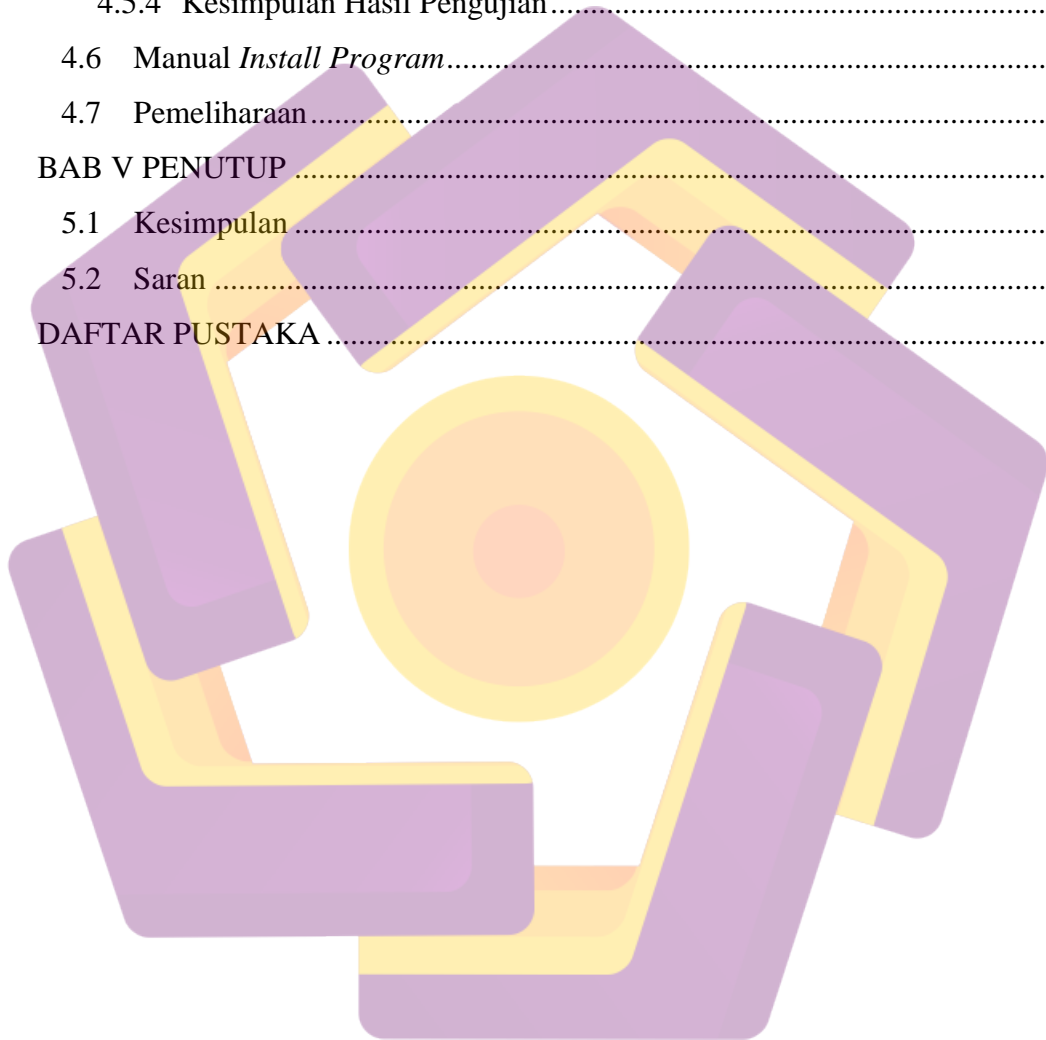 4.5.4 Kesimpulan Hasil Pengujian........................................................
4.6 Manual Install Program........................................................................
4.7 Pemeliharaan........................................................................................
BAB V PENUTUP ........................................................................................
5.1 Kesimpulan ..........................................................................................
5.2 Saran ....................................................................................................
DAFTAR PUSTAKA ....................................................................................